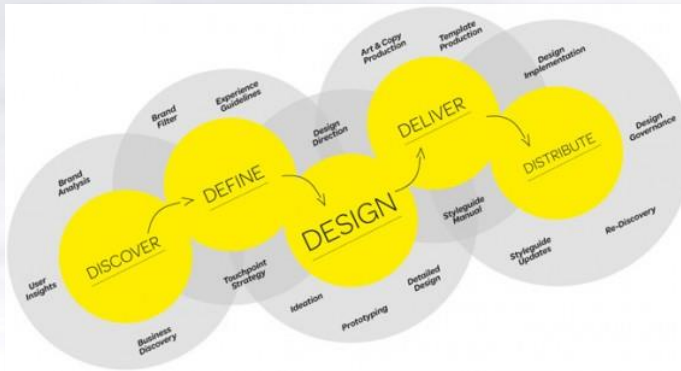 Brand
Analysis
User
Insights
Business
Discovery
DISCOVER
Brand
Filter
Experience
Guidelines
DEFINE
Touchpoint
Strategy
Design
Direction
DESIGN
Ideation
Prototyping
Detailed
Design
Art & Copy
Production
Template
Production
DELIVER
Styleguide
Manual
Design
Implementation
Design
Governance
DISTRIBUTE
Styleguide
Updates
Re-Discovery